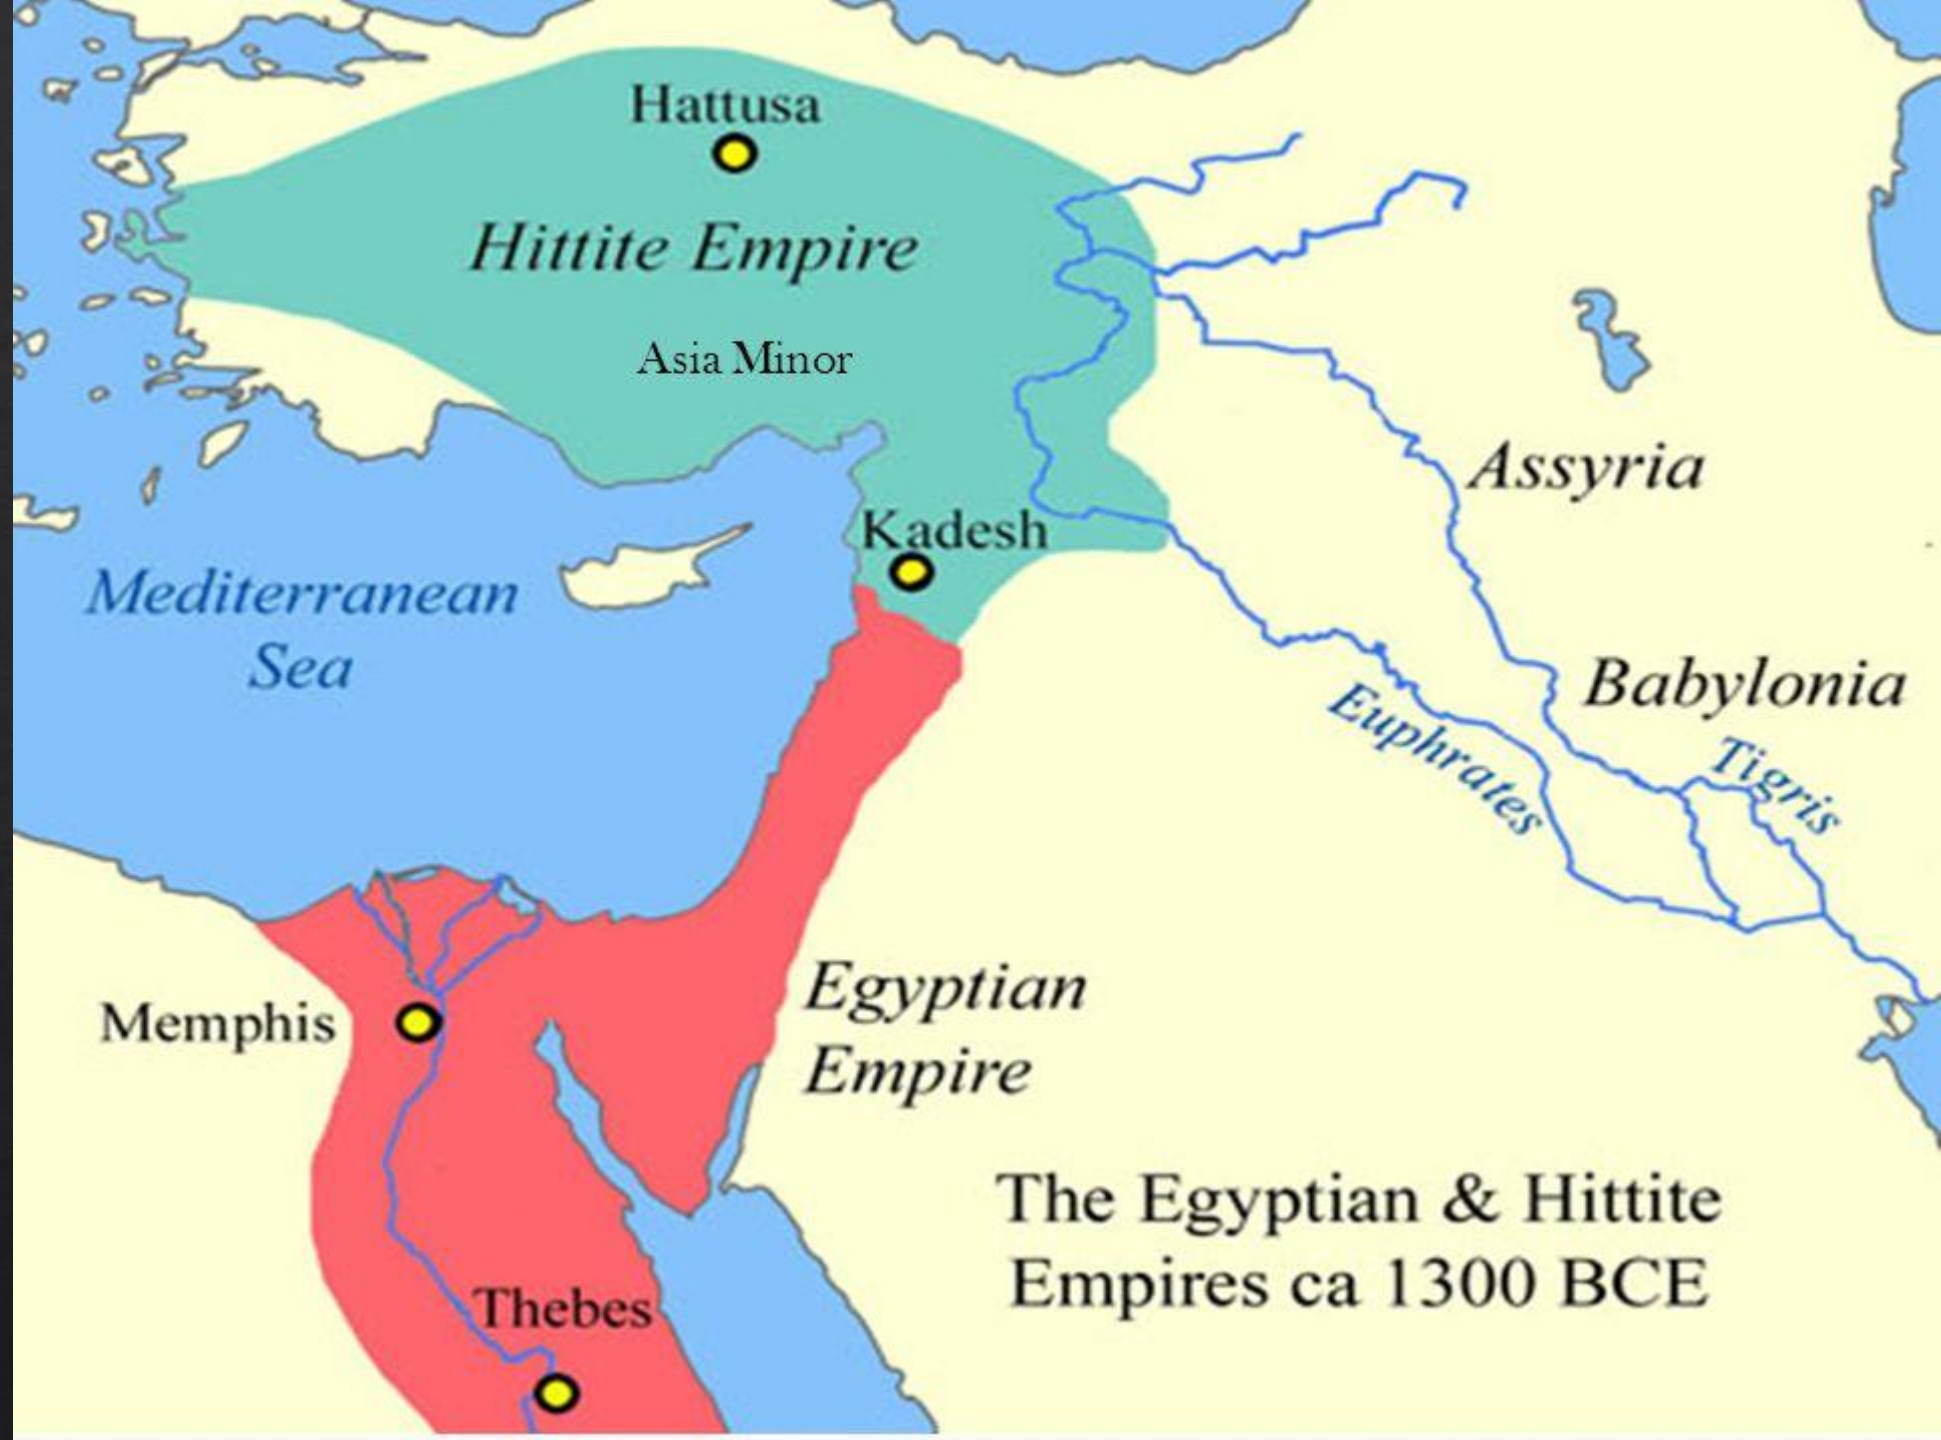 Hattusa
Hittite Empire
Asia Minor
Assyria
Kadesh
Mediterranean
Sea
Babylonia
Euphrates
Tigris
Egyptian
Empire
Memphis
The Egyptian & Hittite
Empires ca 1300 BCE
Thebes